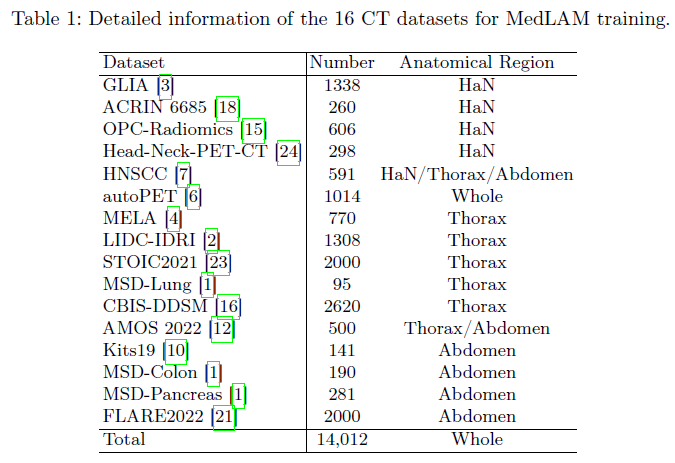 Table 1: Detailed information of the 16 CT datasets for MedLAM training.
Dataset Number Anatomical Region
GLIA [3] 1338 HaN
ACRIN 6685 [18] 260 HaN
OPC-Radiomics [15] 606 HaN
Head-Neck-PET-CT [24] 298 HaN
HNSCC [7] 591 HaN/Thorax/Abdomen
autoPET [6] 1014 Whole
MELA [4] 770 Thorax
LIDC-IDRI [2] 1308 Thorax
STOIC2021 [23] 2000 Thorax
MSD-Lung [1] 95 Thorax
CBIS-DDSM [16] 2620 Thorax
AMOS 2022 [12] 500 Thorax/Abdomen
Kits19 [10] 141 Abdomen
MSD-Colon [1] 190 Abdomen
MSD-Pancreas [1] 281 Abdomen
FLARE2022 [21] 2000 Abdomen
Total 14,012 Whole